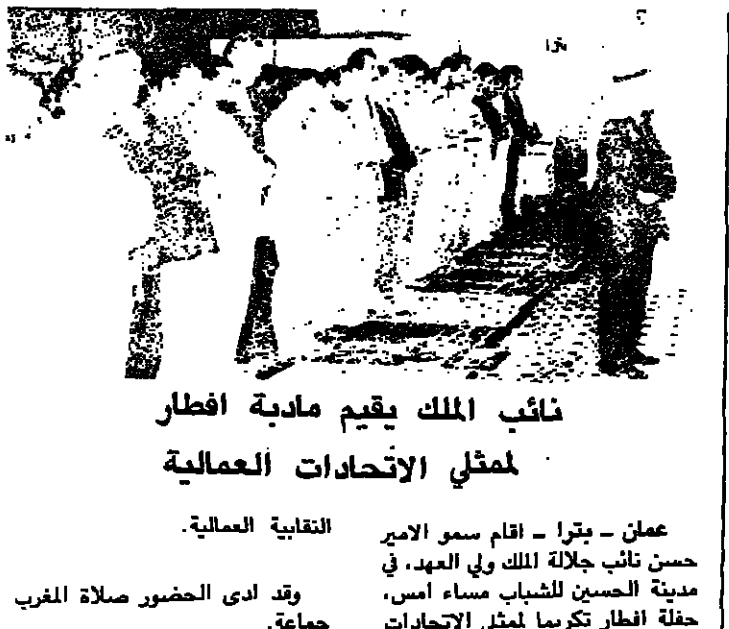 بترا
نائب الملك يقيم مادبة افطار
لممثلي الاتحادات العمالية
عمان - بترا - اقام سمو الامير
حسن نائب جلالة الملك ولي العهد، في
مدينة الحسين للشباب مساء امس،
حفلة افطار تكريما لممثلي الاتحادات
النقابية العمالية.
وقد ادى الحضور صلاة المغرب
جماعة.